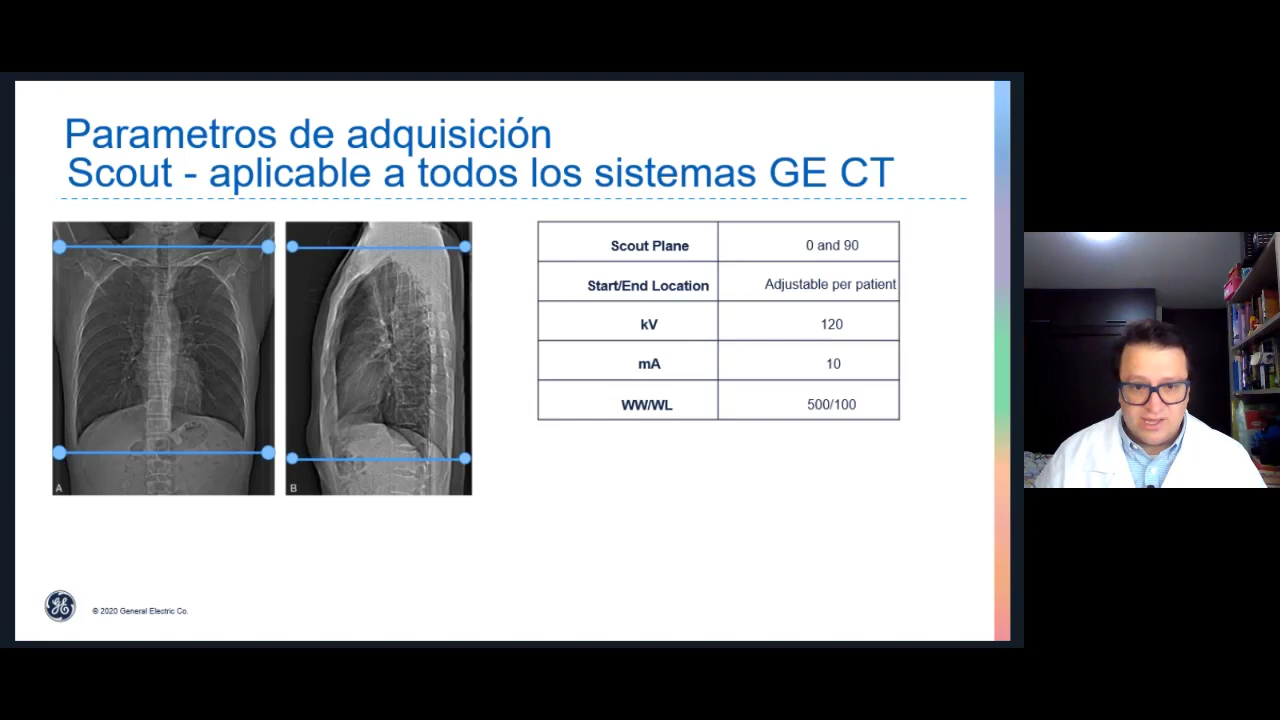 Parametros de adquisición
Scout - aplicable a todos los sistemas GE CT
A
B
Scout Plane 0 and 90
Start/End Location Adjustable per patient
kV 120
mA 10
WW/WL 500/100
GE
© 2020 General Electric Co.